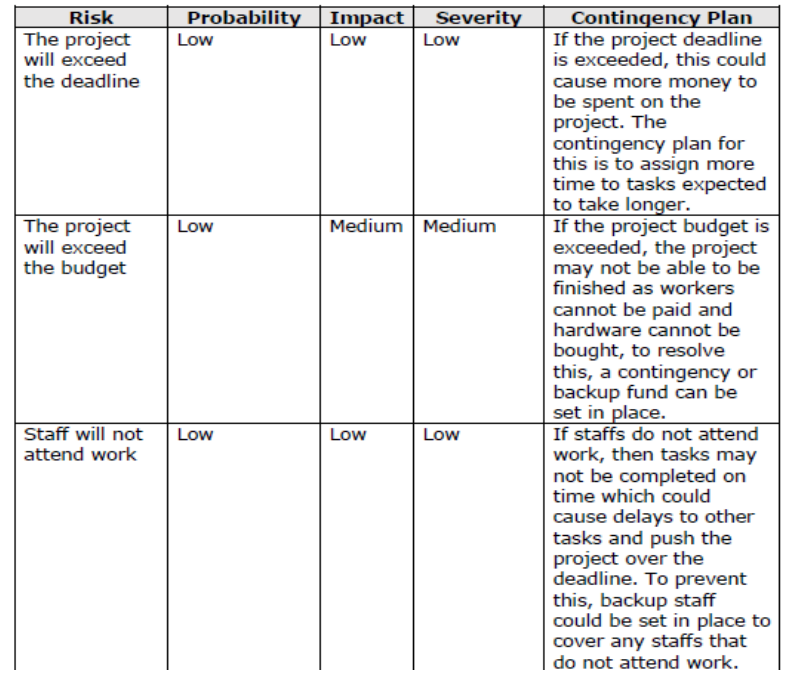 Risk Probability Impact Severity Contingency Plan
The project will exceed the deadline
Low
Low
Low
If the project deadline
is exceeded, this could
cause more money to
be spent on the
project. The
contingency plan for
this is to assign more
time to tasks expected
to take longer.
The project will exceed the budget
Low
Medium
Medium
If the project budget is
exceeded, the project
may not be able to be
finished as workers
cannot be paid and
hardware cannot be
bought, to resolve
this, a contingency or
backup fund can be
set in place.
Staff will not attend work
Low
Low
Low
If staffs do not attend
work, then tasks may
not be completed on
time which could
cause delays to other
tasks and push the
project over the
deadline. To prevent
this, backup staff
could be set in place to
cover any staffs that
do not attend work.